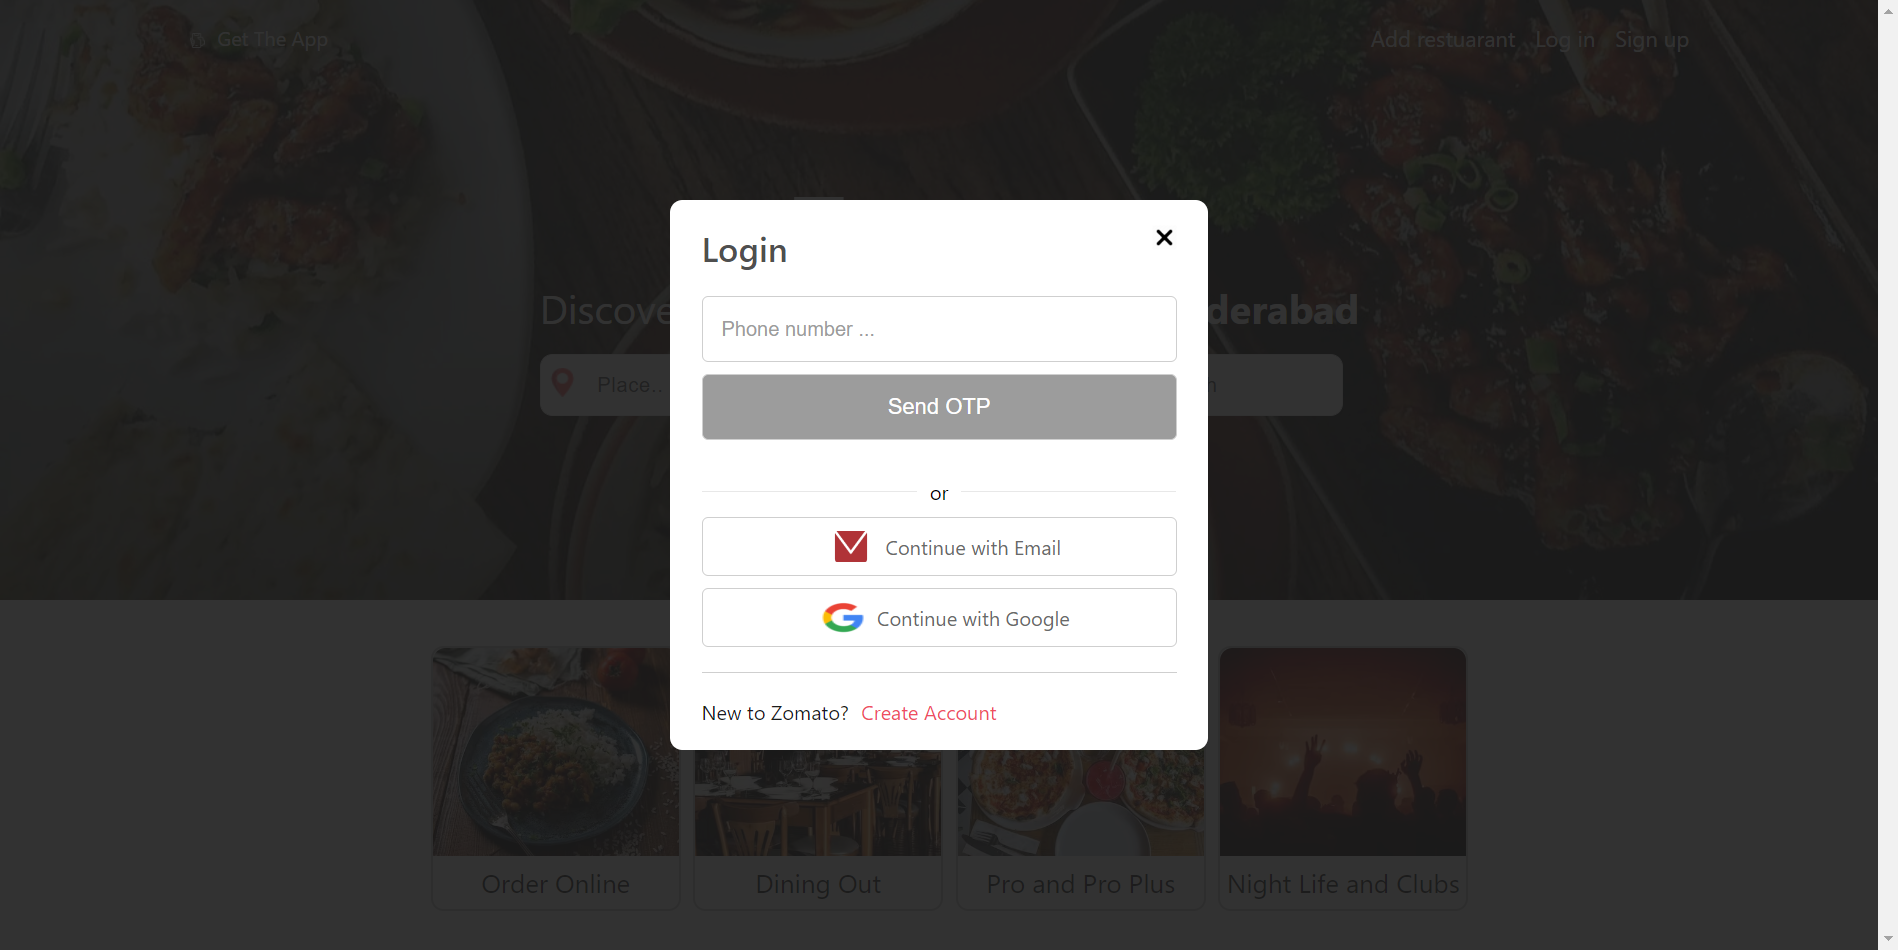 Get The App
Add restuarant Log in Sign up
Login
Phone number ...
Discove
derabad
Place..
Send OTP
or
Continue with Email
Continue with Google
New to Zomato? Create Account
Order Online
Dining Out
Pro and Pro Plus
Night Life and Clubs